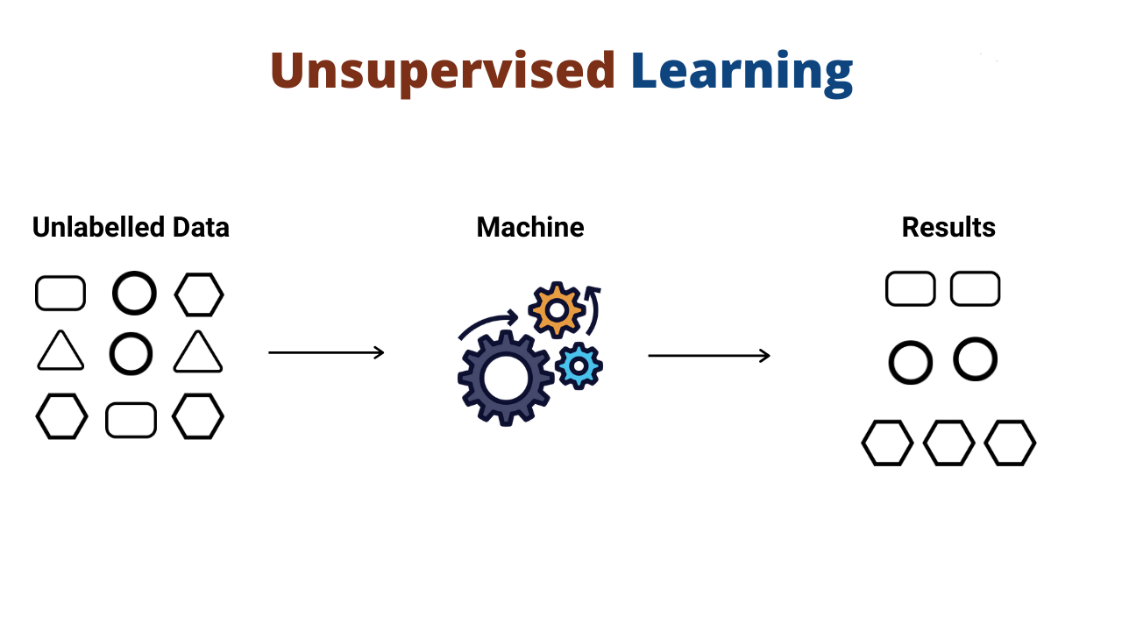 Unsupervised Learning
Unlabelled Data
Machine
Results